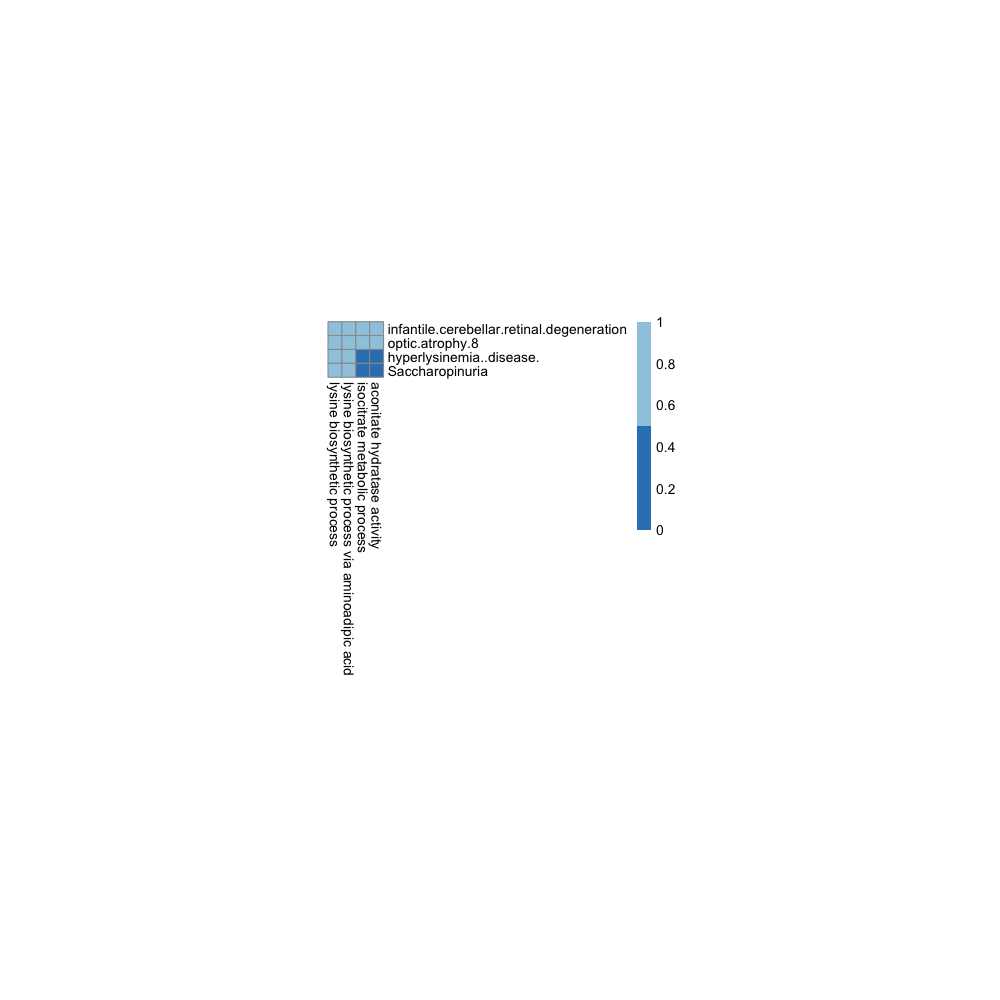 infantile.cerebellar.retinal.degeneration
optic.atrophy.8
hyperlysinemia..disease.
Saccharopinuria
lysine biosynthetic process
lysine biosynthetic process via aminoadipic acid
isocitrate metabolic process
aconitate hydratase activity
1
0.8
0.6
0.4
0.2
0